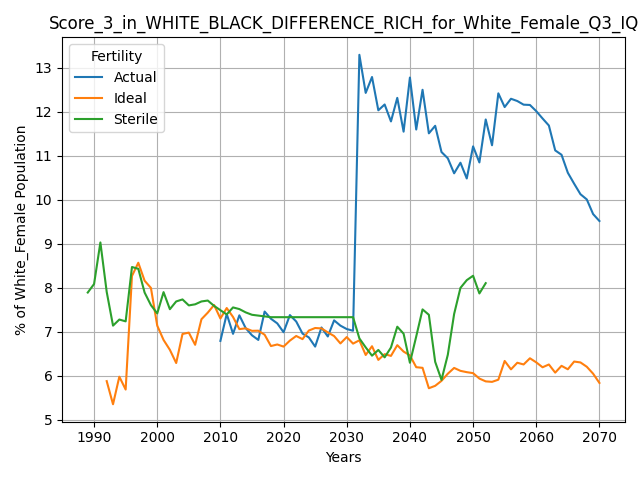 Score_3_in_WHITE_BLACK_DIFFERENCE_RICH_for_White_Female_Q3_IQ
Fertility
Actual
Ideal
Sterile
% of White_Female Population
13
12
11
10
9
8
7
6
5
1990 2000 2010 2020 2030 2040 2050 2060 2070
Years